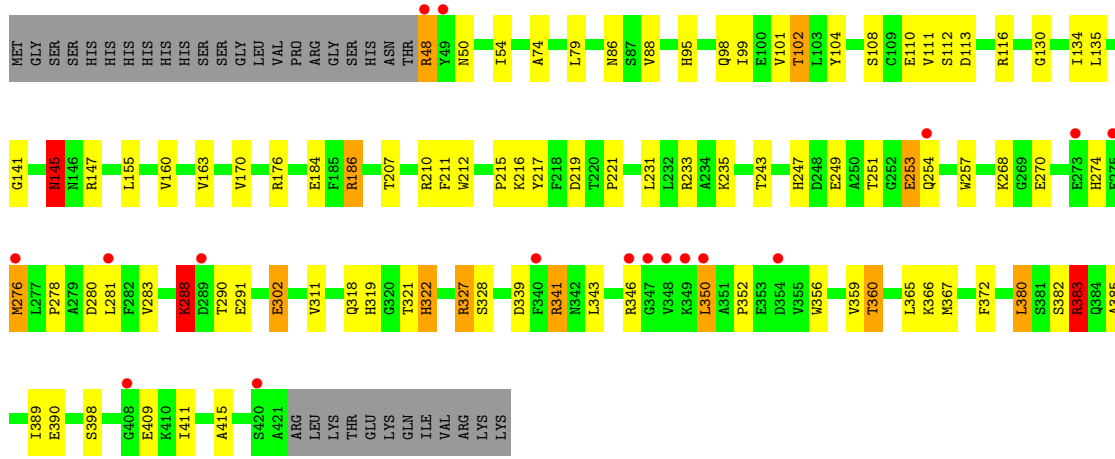 MET GLY SER SER HIS HIS HIS HIS HIS HIS SER SER GLY LEU VAL PRO ARG GLY SER HIS ASN THR R48 Y49 N50 I54 A74 L79 N86 S87 V88 H95 Q98 I99 E100 V101 T102 L103 Y104 S108 C109 E110 V111 S112 D113 R116 G130 I134 L135
G141 N145 N146 R147 L155 V160 V163 V170 R176 E184 F185 R186 T207 R210 F211 W212 P215 K216 Y217 F218 D219 T220 P221 L231 L232 R233 A234 K235 T243 H247 D248 E249 A250 T251 G252 E253 Q254 W257 K268 G269 E270 E273 H274 E275
M276 L277 P278 A279 D280 L281 F282 V283 K288 D289 T290 E291 E302 V311 Q318 H319 G320 T321 H322 R327 S328 D339 F340 R341 N342 L343 R346 G347 V348 K349 L350 A351 P352 E353 D354 V355 W356 V359 T360 L365 K366 M367 F372 L380 S381 S382 R383 Q384 A385
I389 E390 S398 G408 E409 K410 I411 A415 S420 A421 ARG LEU LYS THR GLU LYS GLN ILE VAL ARG LYS LYS